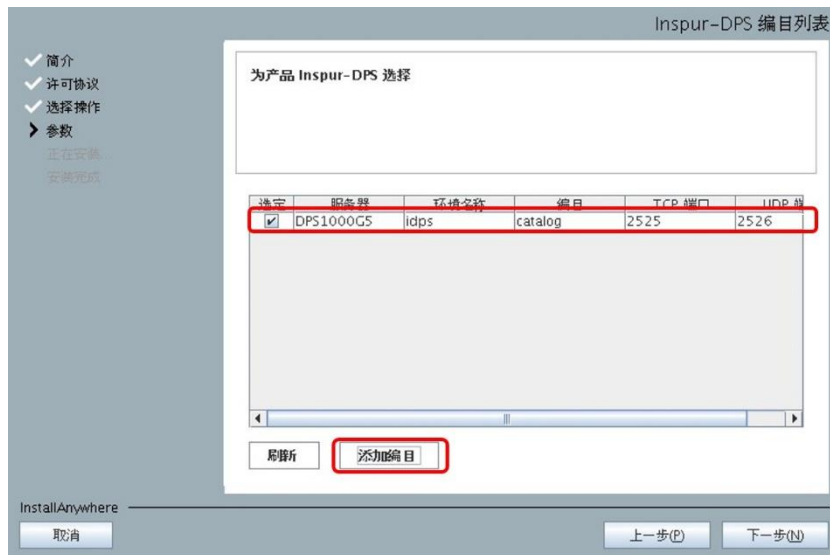 Inspur-DPS 编目列表
简介
许可协议
选择操作
参数
正在安装
安装完成
为产品 Inspur-DPS 选择
选定 服务器 环境名称 编目 TCP 端口 UDP 端
DPS1000G5 idps catalog 2525 2526
刷新 添加编目
InstallAnywhere
取消 上一步(P) 下一步(N)